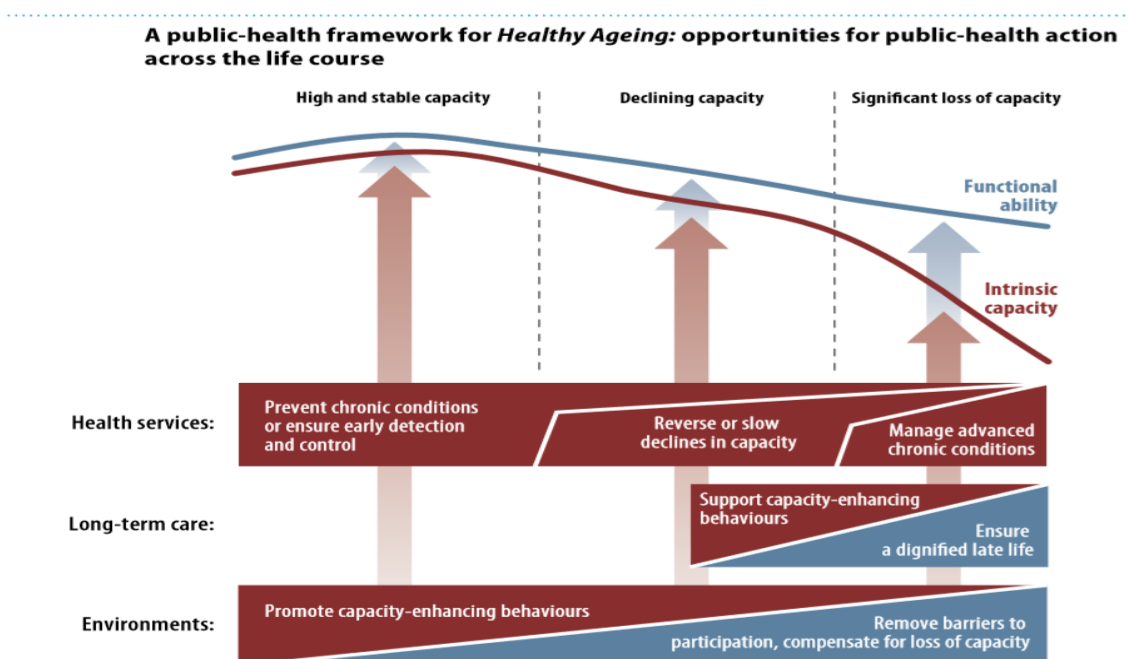 A public-health framework for Healthy Ageing: opportunities for public-health action
across the life course
High and stable capacity
Declining capacity
Significant loss of capacity
Functional
ability
Intrinsic
capacity
Health services:
Prevent chronic conditions
or ensure early detection
and control
Reverse or slow
declines in capacity
Manage advanced
chronic conditions
Long-term care:
Support capacity-enhancing
behaviours
Ensure
a dignified late life
Environments:
Promote capacity-enhancing behaviours
Remove barriers to
participation, compensate for loss of capacity